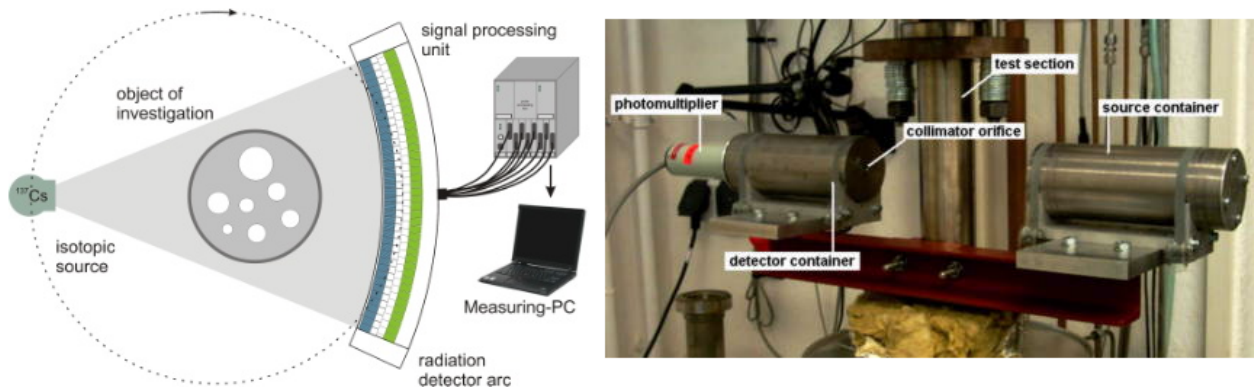 signal processing
unit
object of
investigation
¹³⁷Cs
isotopic
source
Measuring-PC
radiation
detector arc
test section
photomultiplier
source container
collimator orifice
detector container